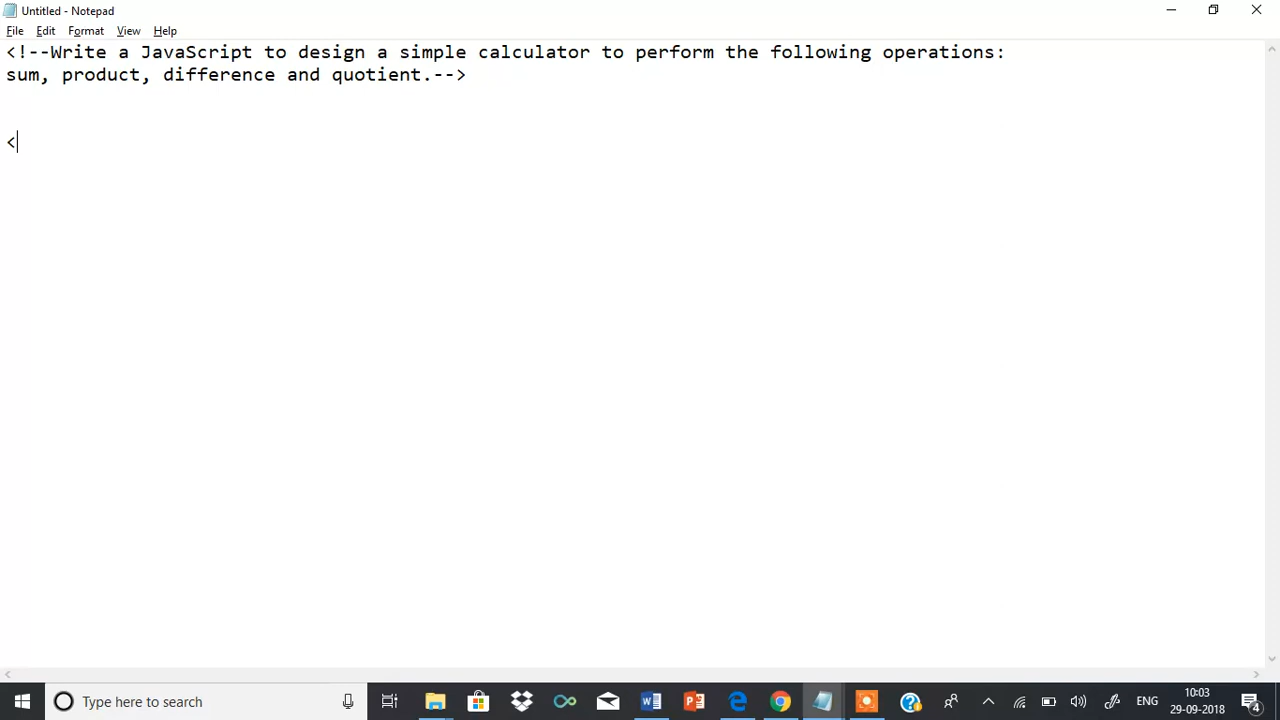 Untitled - Notepad
File Edit Format View Help
<!--Write a JavaScript to design a simple calculator to perform the following operations:
sum, product, difference and quotient.-->
<
Type here to search
ENG
10:03
29-09-2018
4